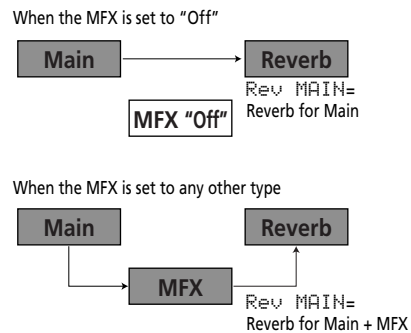 When the MFX is set to “Off”
Main
Reverb
Rev MAIN=
Reverb for Main
MFX “Off”
When the MFX is set to any other type
Main
Reverb
MFX
Rev MAIN=
Reverb for Main + MFX